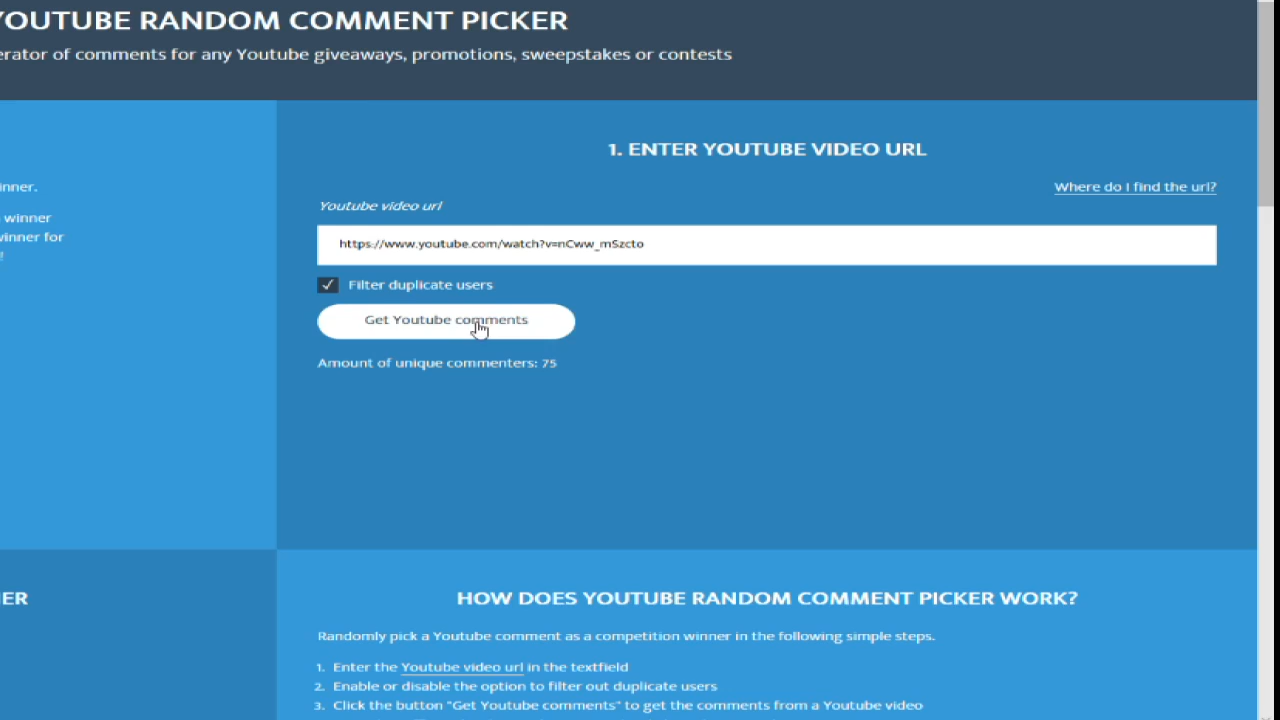 YOUTUBE RANDOM COMMENT PICKER
erator of comments for any Youtube giveaways, promotions, sweepstakes or contests
inner.
winner
winner for
!
1. ENTER YOUTUBE VIDEO URL
Where do I find the url?
Youtube video url
https://www.youtube.com/watch?v=nCww_mSzcto
Filter duplicate users
Get Youtube comments
Amount of unique commenters: 75
ER
HOW DOES YOUTUBE RANDOM COMMENT PICKER WORK?
Randomly pick a Youtube comment as a competition winner in the following simple steps.
1. Enter the Youtube video url in the textfield
2. Enable or disable the option to filter out duplicate users
3. Click the button "Get Youtube comments" to get the comments from a Youtube video